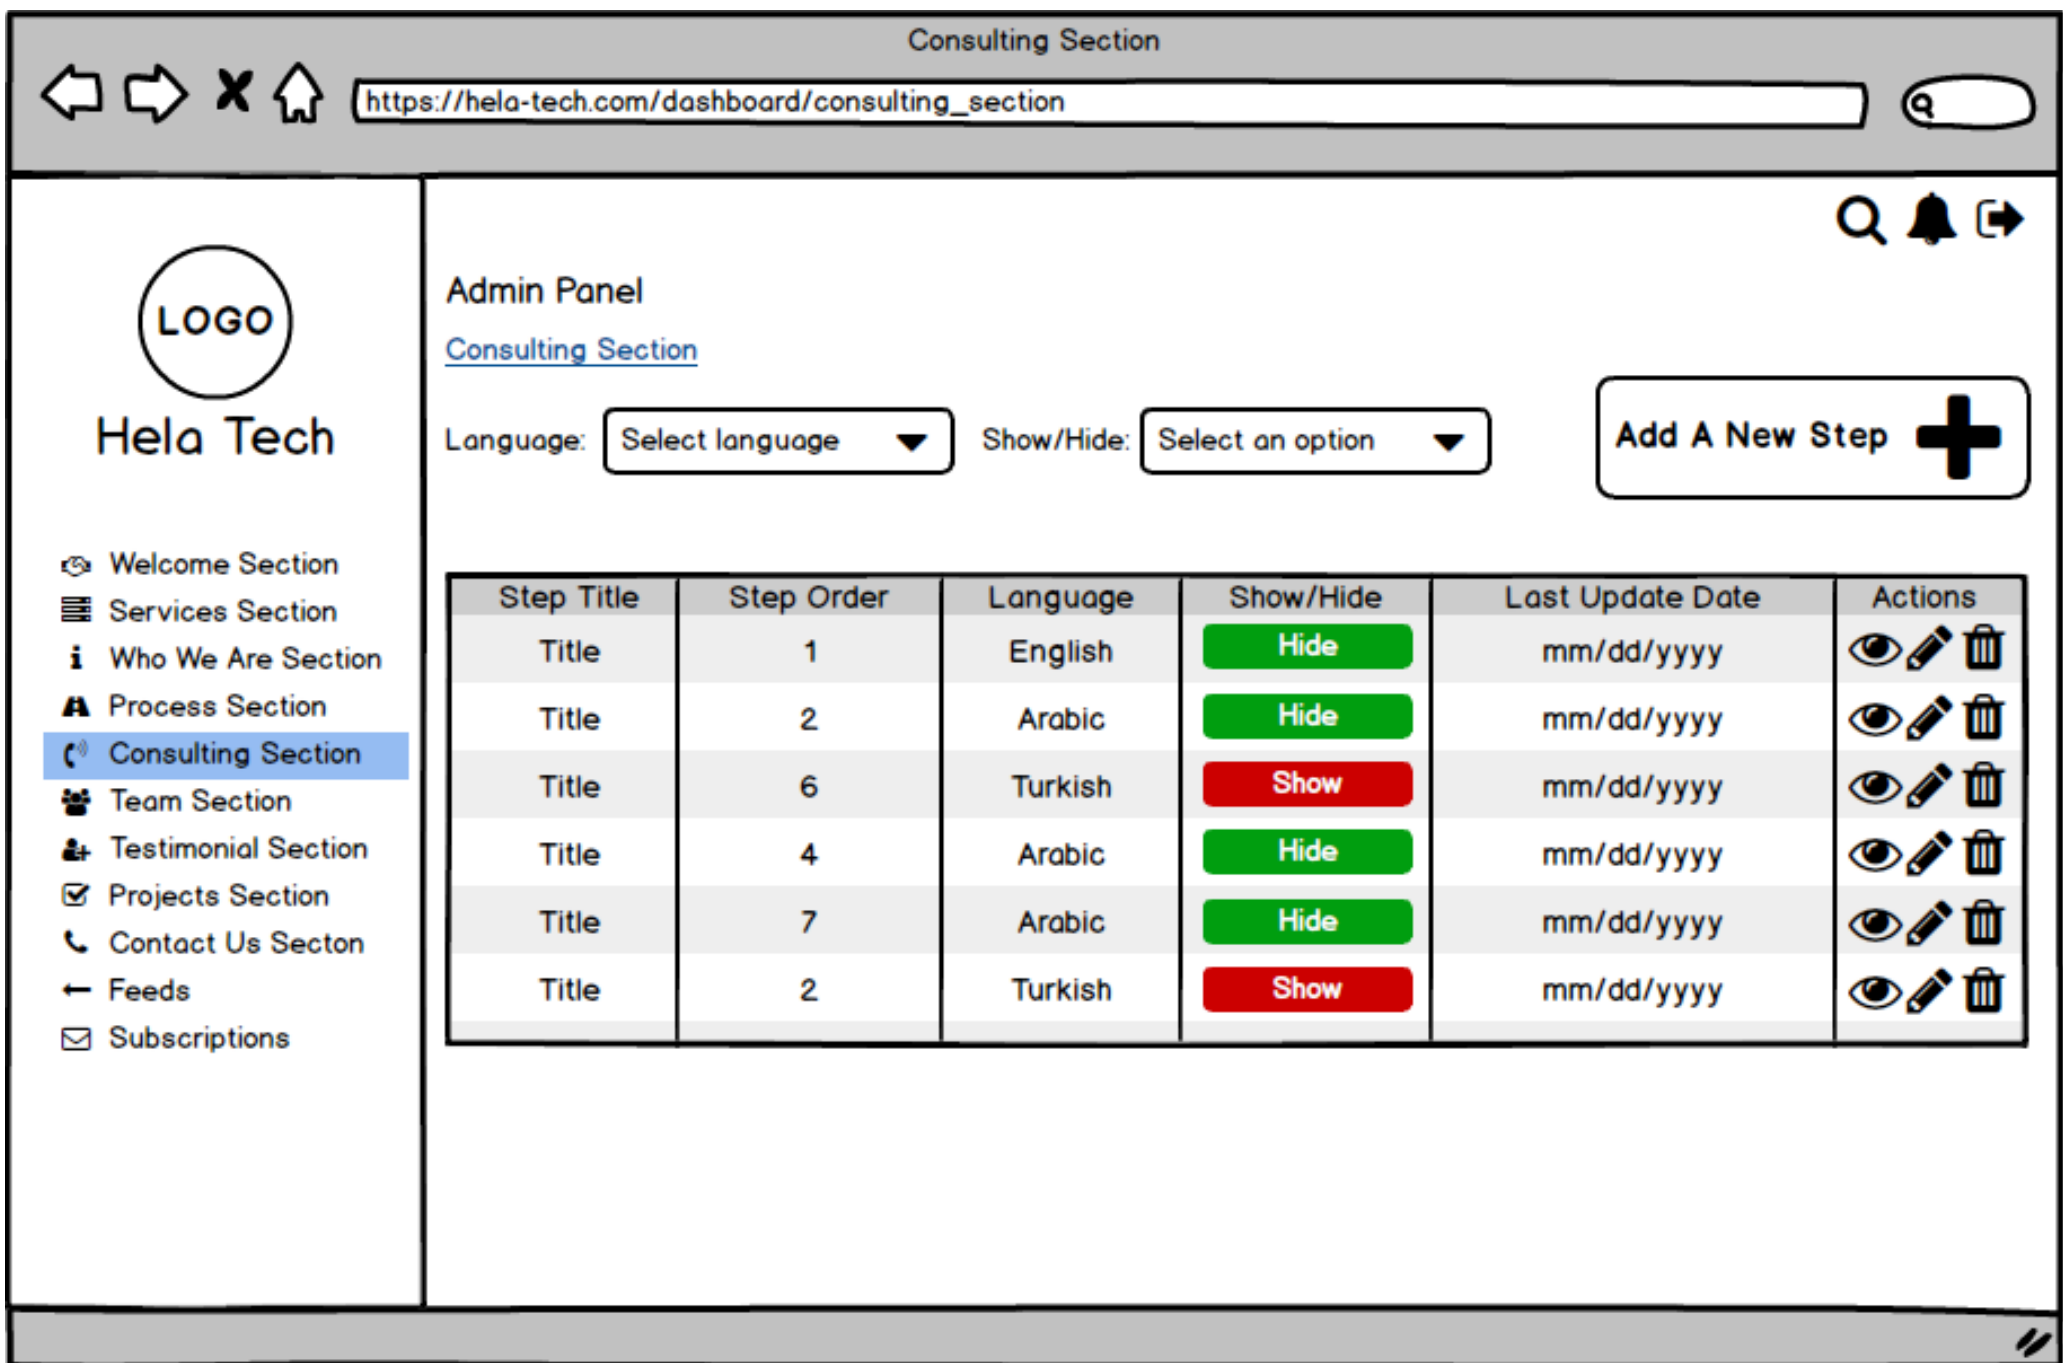 Consulting Section
https://hela-tech.com/dashboard/consulting_section
LOGO
Hela Tech
Welcome Section
Services Section
Who We Are Section
Process Section
Consulting Section
Team Section
Testimonial Section
Projects Section
Contact Us Secton
Feeds
Subscriptions
Admin Panel
Consulting Section
Language: Select language Show/Hide: Select an option Add A New Step
Step Title Step Order Language Show/Hide Last Update Date Actions
Title 1 English Hide mm/dd/yyyy
Title 2 Arabic Hide mm/dd/yyyy
Title 6 Turkish Show mm/dd/yyyy
Title 4 Arabic Hide mm/dd/yyyy
Title 7 Arabic Hide mm/dd/yyyy
Title 2 Turkish Show mm/dd/yyyy